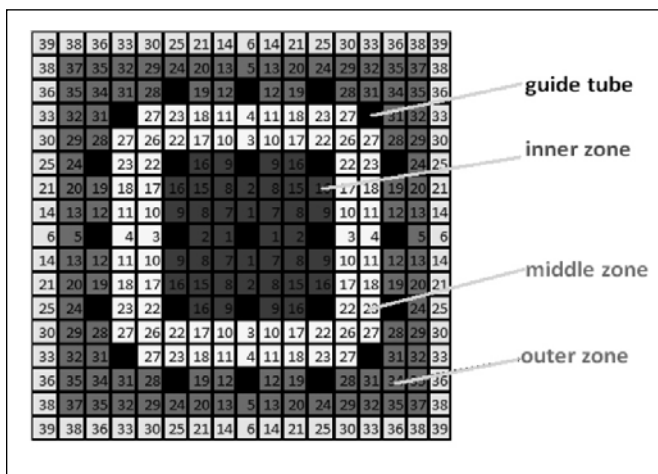 39 38 36 33 30 25 21 14 6 14 21 25 30 33 36 38 39
38 37 35 32 29 24 20 13 5 13 20 24 29 32 35 37 38
36 35 34 31 28 19 12 12 19 28 31 34 35 36
guide tube
33 32 31 27 23 18 11 4 11 18 23 27 31 32 33
30 29 28 27 26 22 17 10 3 10 17 22 26 27 28 29 30
inner zone
25 24 23 22 16 9 9 16 22 23 24 25
21 20 19 18 17 16 15 8 2 8 15 16 17 18 19 20 21
14 13 12 11 10 9 8 7 1 7 8 9 10 11 12 13 14
6 5 4 3 2 1 1 2 3 4 5 6
14 13 12 11 10 9 8 7 1 7 8 9 10 11 12 13 14
middle zone
21 20 19 18 17 16 15 8 2 8 15 16 17 18 19 20 21
25 24 23 22 16 9 9 16 22 23 24 25
30 29 28 27 26 22 17 10 3 10 17 22 26 27 28 29 30
33 32 31 27 23 18 11 4 11 18 23 27 31 32 33
outer zone
36 35 34 31 28 19 12 12 19 28 31 34 35 36
38 37 35 32 29 24 20 13 5 13 20 24 29 32 35 37 38
39 38 36 33 30 25 21 14 6 14 21 25 30 33 36 38 39